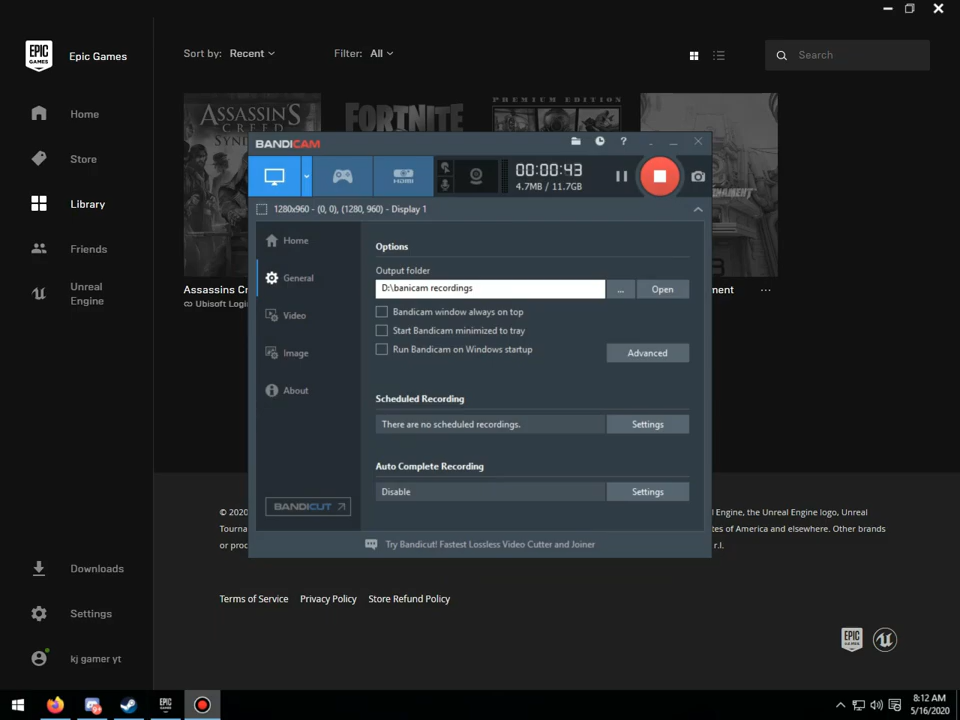 EPIC GAMES
Epic Games
Sort by: Recent
Filter: All
Search
Home
Store
Library
Friends
Unreal Engine
Downloads
Settings
kj gamer yt
ASSASSIN'S
CREED
FORTNITE
PREMIUM EDITION
Assassins Cr
Ubisoft Logi
ment
...
BANDICAM
?
HDMI
00:00:43
4.7MB / 11.7GB
1280x960 - (0, 0), (1280, 960) - Display 1
Home
General
Video
Image
About
BANDICUT
Options
Output folder
D:\banicam recordings
...
Open
Bandicam window always on top
Start Bandicam minimized to tray
Run Bandicam on Windows startup
Advanced
Scheduled Recording
There are no scheduled recordings.
Settings
Auto Complete Recording
Disable
Settings
Try Bandicut! Fastest Lossless Video Cutter and Joiner
© 2020
l Engine, the Unreal Engine logo, Unreal
Tourna
tes of America and elsewhere. Other brands
or proc
r.l.
Terms of Service
Privacy Policy
Store Refund Policy
EPIC GAMES
8:12 AM
5/16/2020